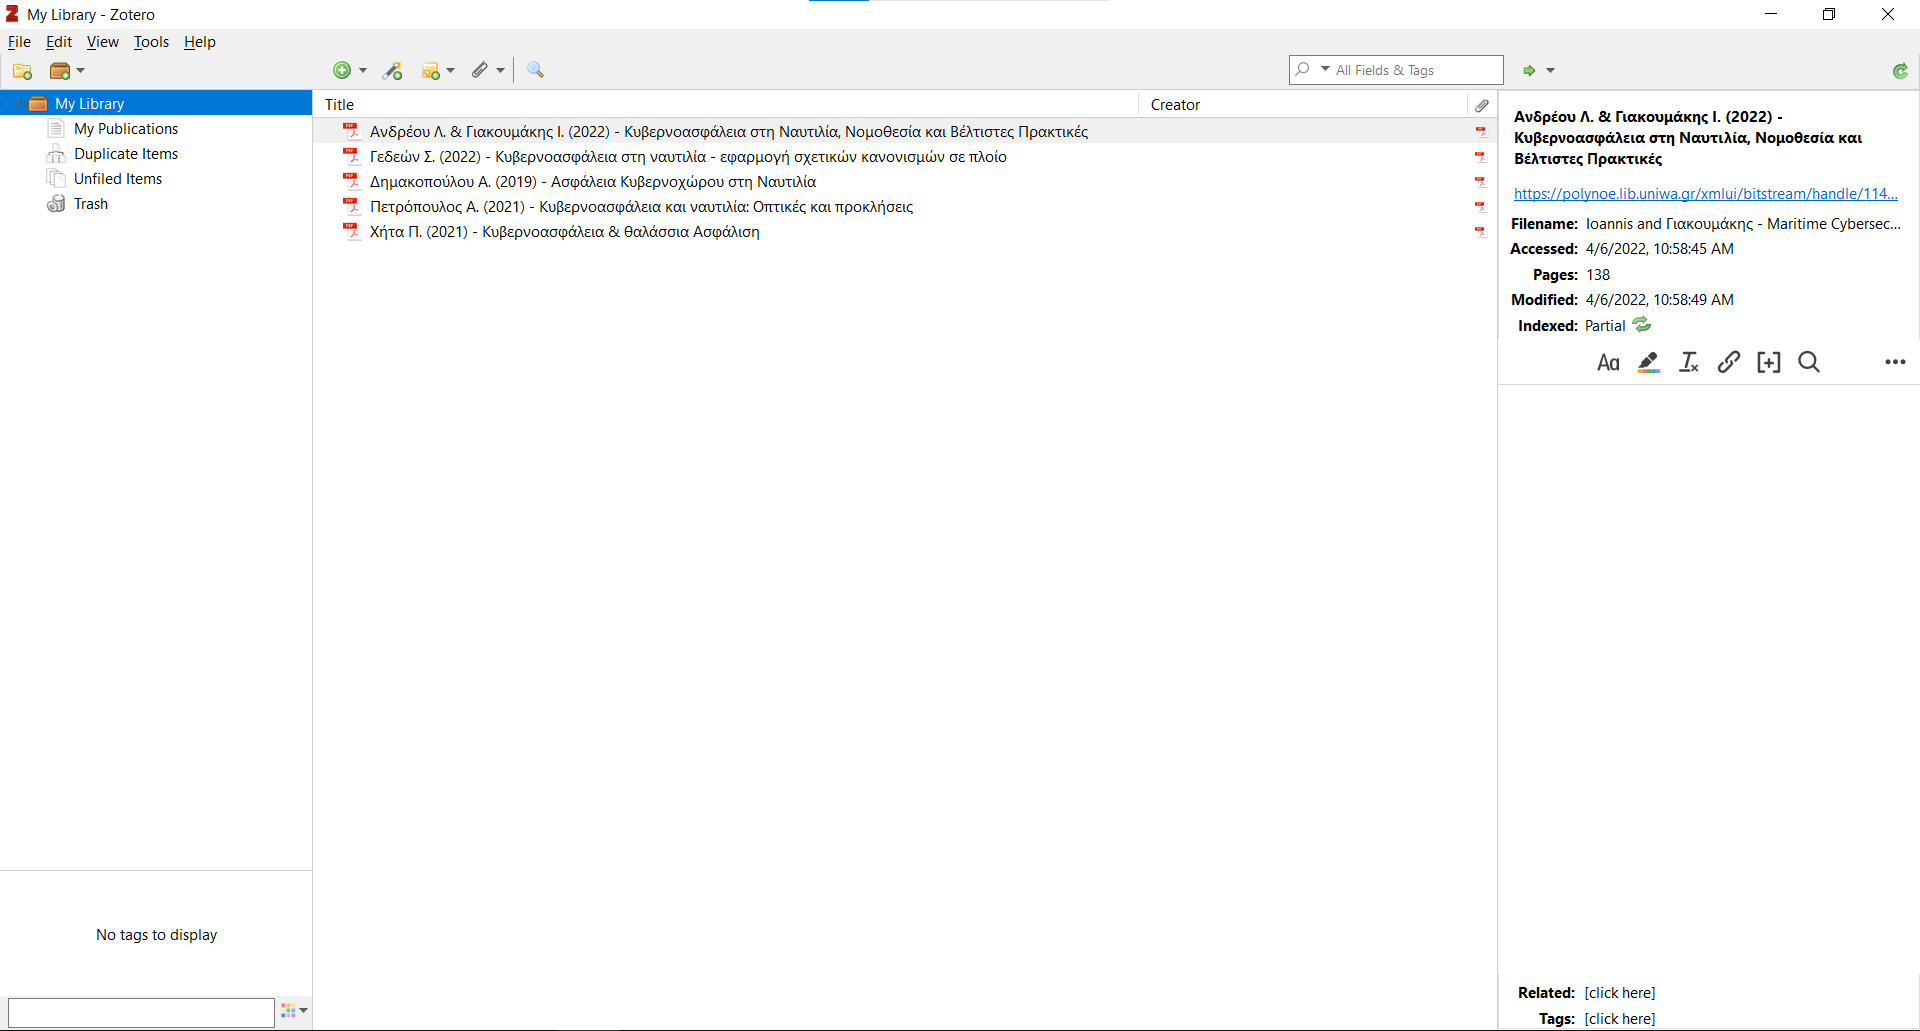 My Library - Zotero
File Edit View Tools Help
All Fields & Tags
My Library
My Publications
Duplicate Items
Unfiled Items
Trash
No tags to display
Title Creator
Ανδρέου Λ. & Γιακουμάκης Ι. (2022) - Κυβερνοασφάλεια στη Ναυτιλία, Νομοθεσία και Βέλτιστες Πρακτικές
Γεδεών Σ. (2022) - Κυβερνοασφάλεια στη ναυτιλία - εφαρμογή σχετικών κανονισμών σε πλοίο
Δημακοπούλου Α. (2019) - Ασφάλεια Κυβερνοχώρου στη Ναυτιλία
Πετρόπουλος Α. (2021) - Κυβερνοασφάλεια και ναυτιλία: Οπτικές και προκλήσεις
Χήτα Π. (2021) - Κυβερνοασφάλεια & θαλάσσια Ασφάλιση
Ανδρέου Λ. & Γιακουμάκης Ι. (2022) -
Κυβερνοασφάλεια στη Ναυτιλία, Νομοθεσία και
Βέλτιστες Πρακτικές
https://polynoe.lib.uniwa.gr/xmlui/bitstream/handle/114...
Filename: Ioannis and Γιακουμάκης - Maritime Cybersec...
Accessed: 4/6/2022, 10:58:45 AM
Pages: 138
Modified: 4/6/2022, 10:58:49 AM
Indexed: Partial
Aa
Related: [click here]
Tags: [click here]